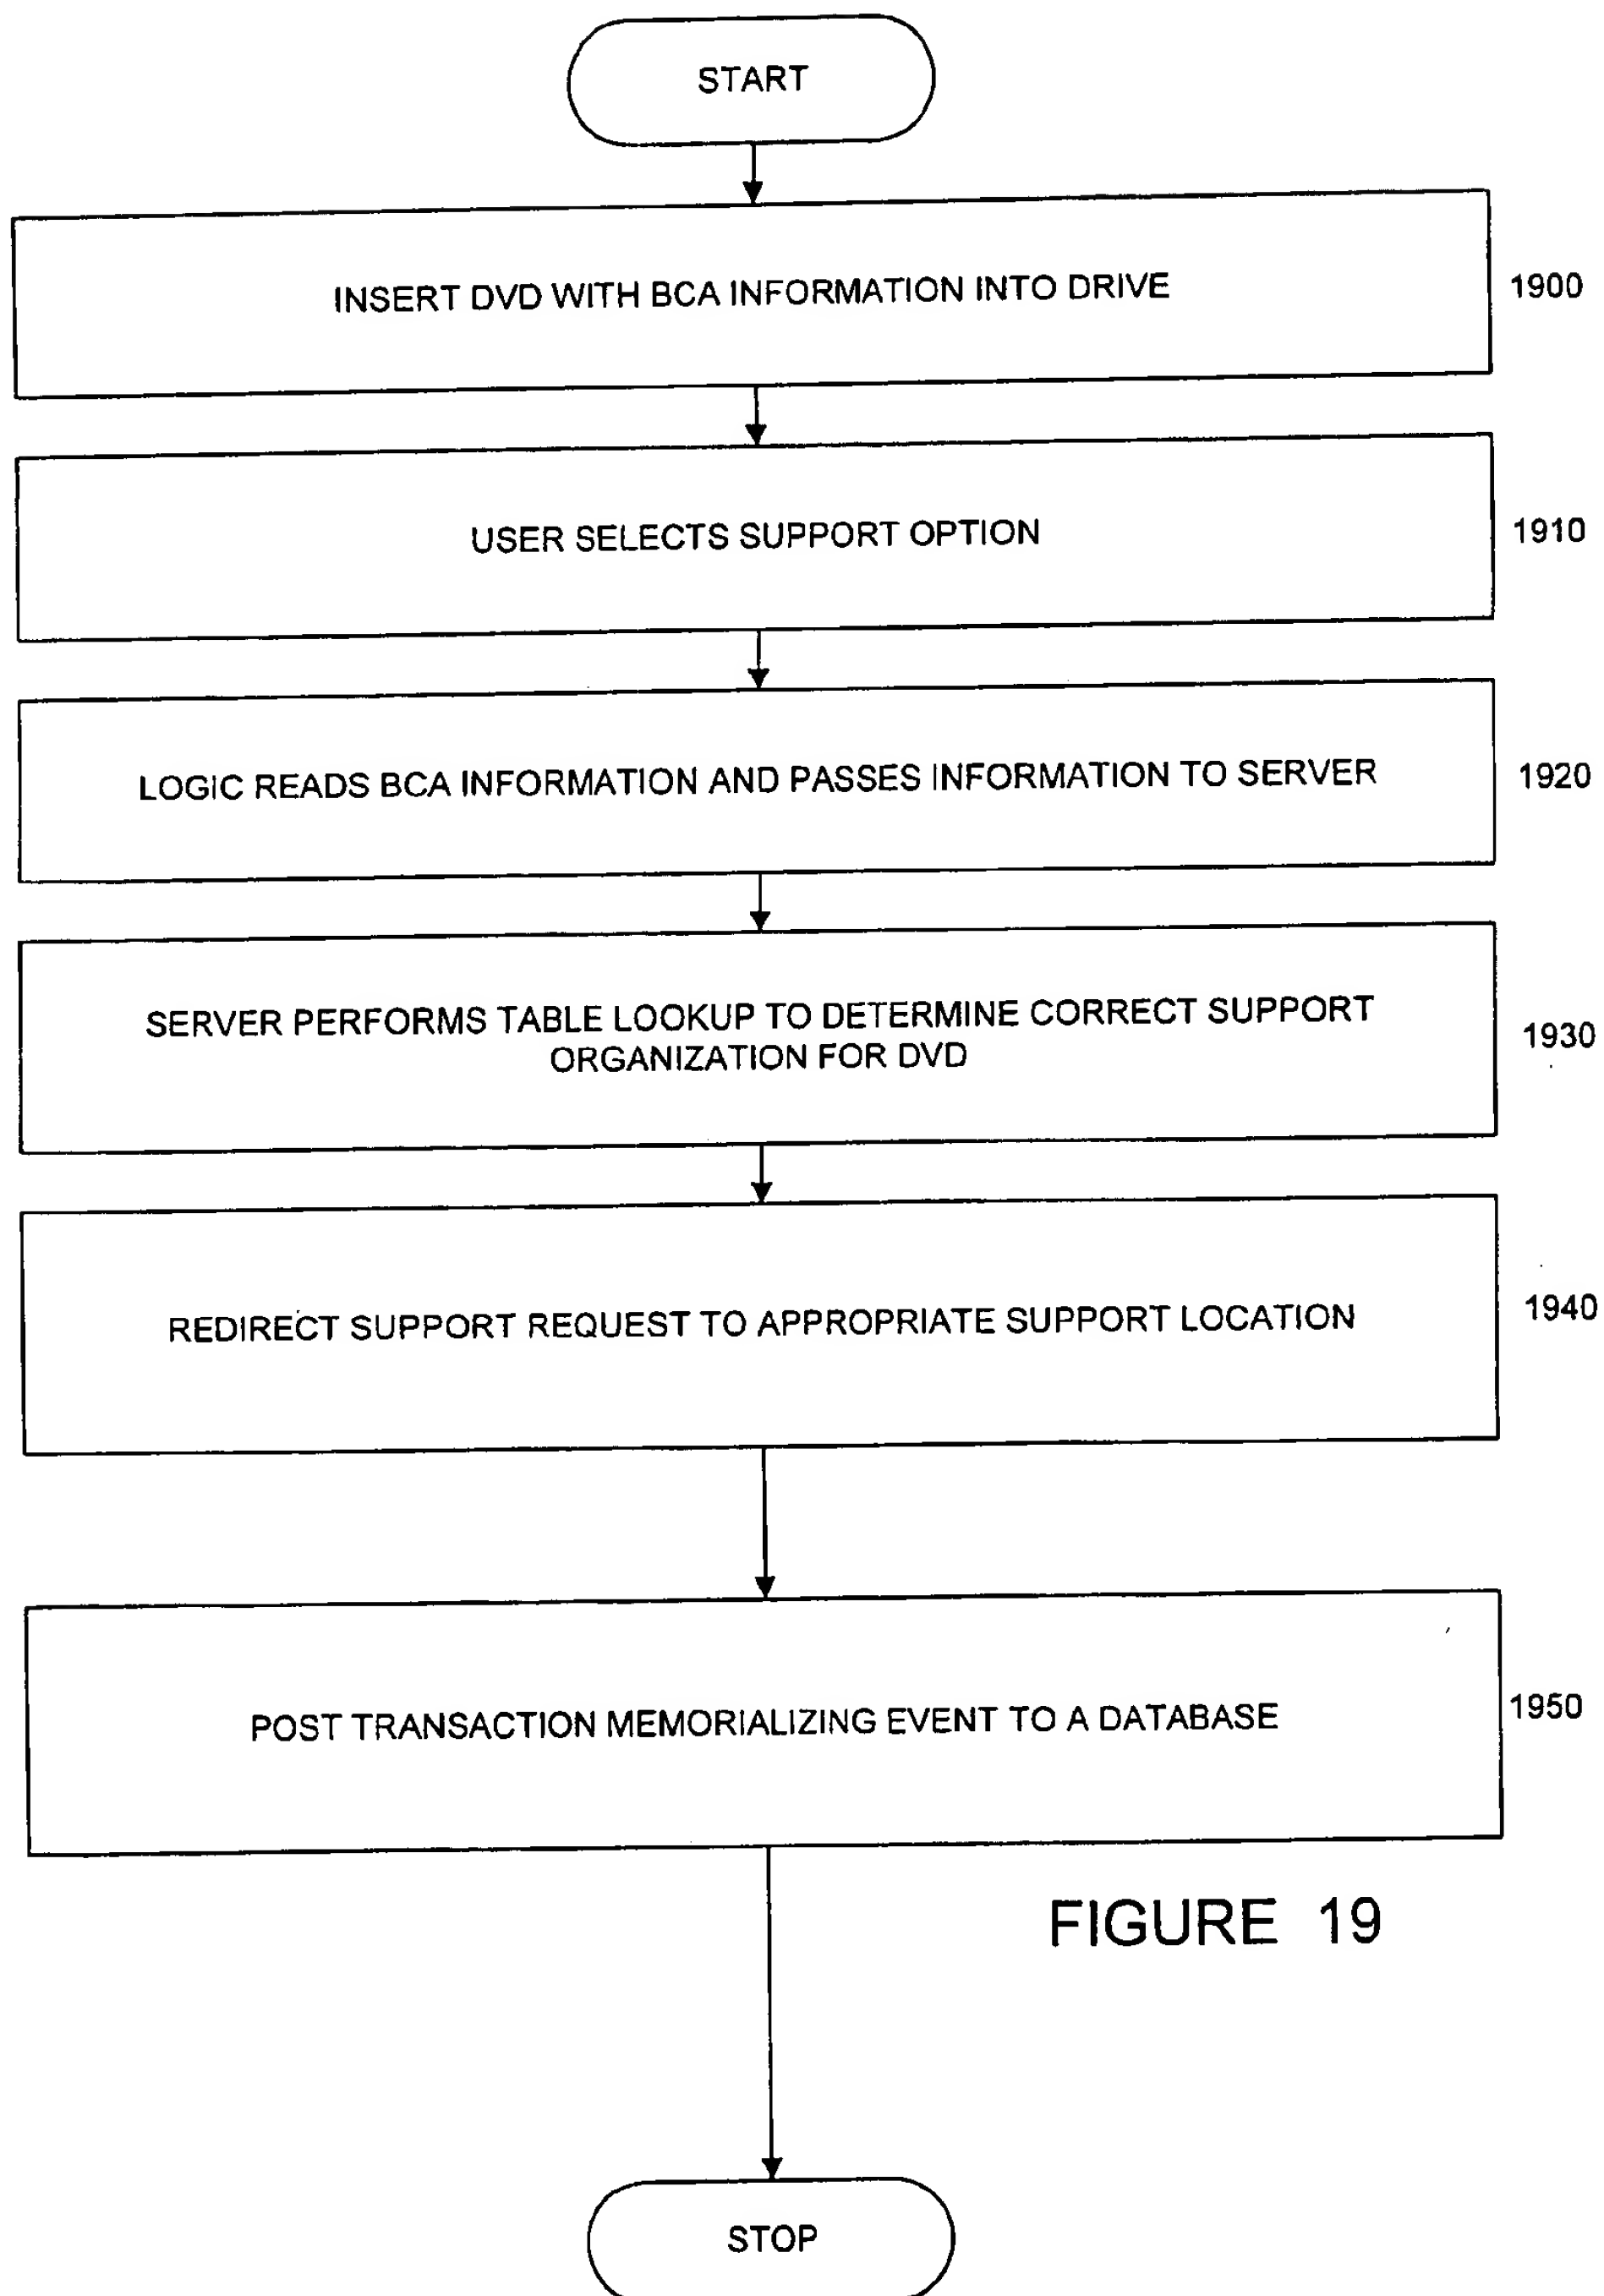 START
INSERT DVD WITH BCA INFORMATION INTO DRIVE
1900
USER SELECTS SUPPORT OPTION
1910
LOGIC READS BCA INFORMATION AND PASSES INFORMATION TO SERVER
1920
SERVER PERFORMS TABLE LOOKUP TO DETERMINE CORRECT SUPPORT
ORGANIZATION FOR DVD
1930
REDIRECT SUPPORT REQUEST TO APPROPRIATE SUPPORT LOCATION
1940
POST TRANSACTION MEMORIALIZING EVENT TO A DATABASE
1950
FIGURE 19
STOP